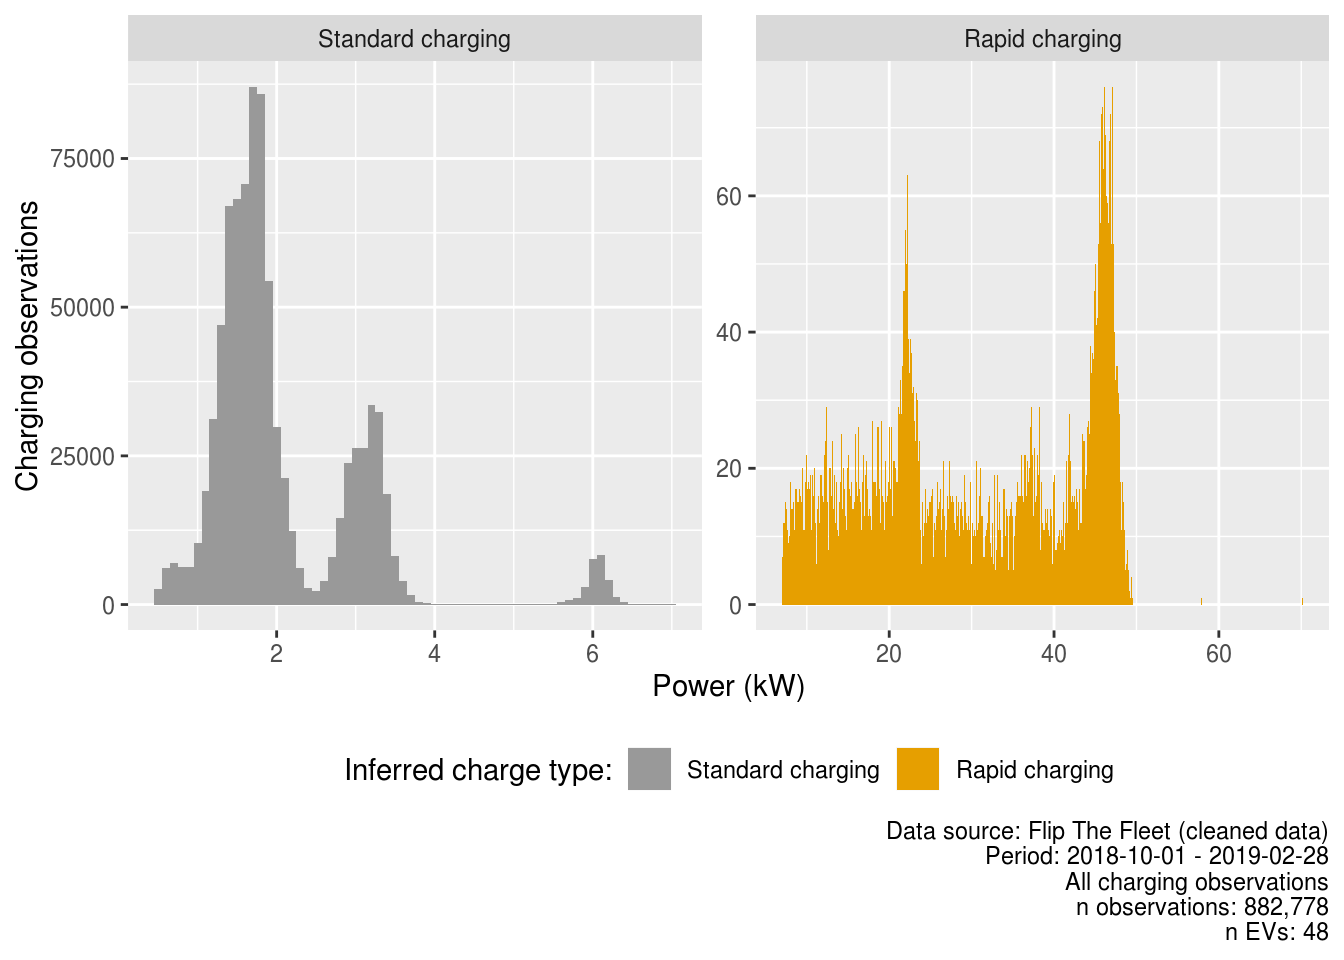 Standard charging
Rapid charging
Charging observations
75000
50000
25000
0
60
40
20
0
2
4
6
20
40
60
Power (kW)
Inferred charge type:
Standard charging
Rapid charging
Data source: Flip The Fleet (cleaned data)
Period: 2018-10-01 - 2019-02-28
All charging observations
n observations: 882,778
n EVs: 48